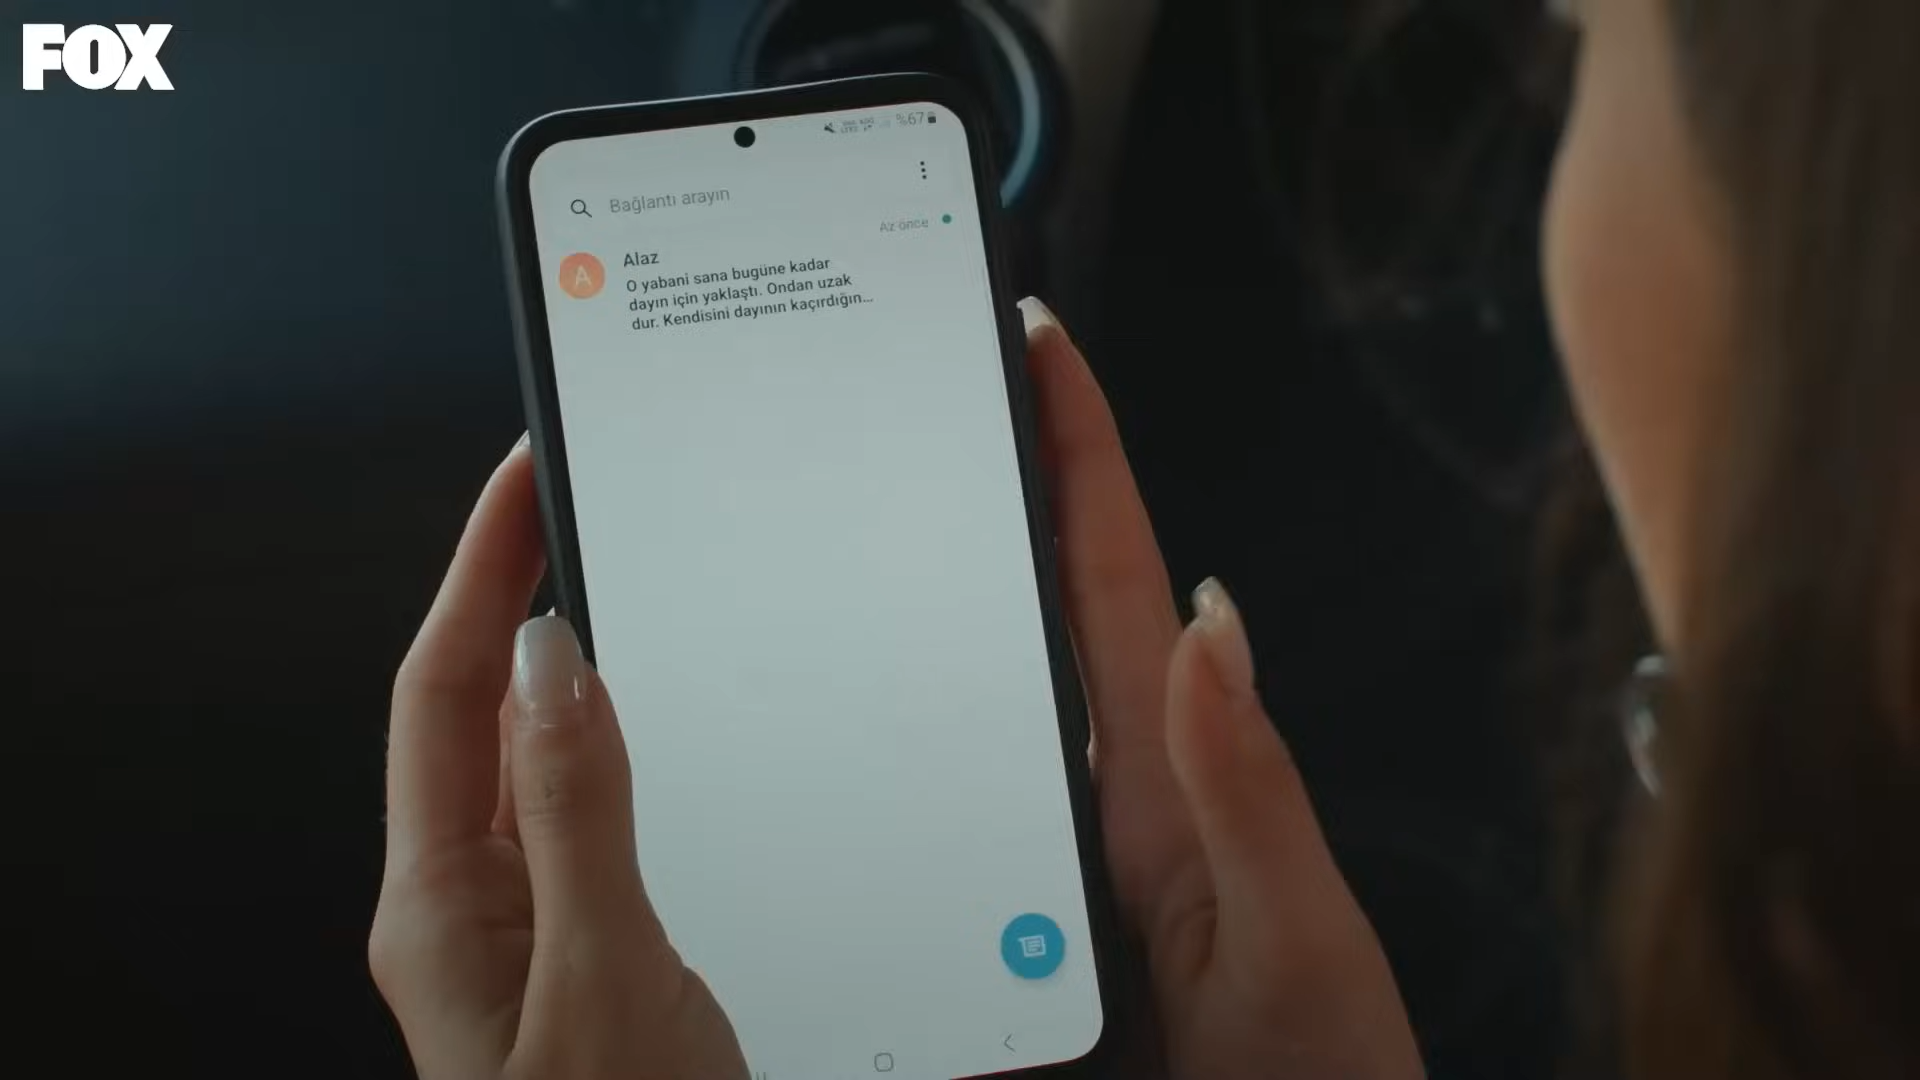 FOX
%67
Bağlantı arayın
Az önce
Alaz
A
O yabani sana bugüne kadar
dayın için yaklaştı. Ondan uzak
dur. Kendisini dayının kaçırdığın...